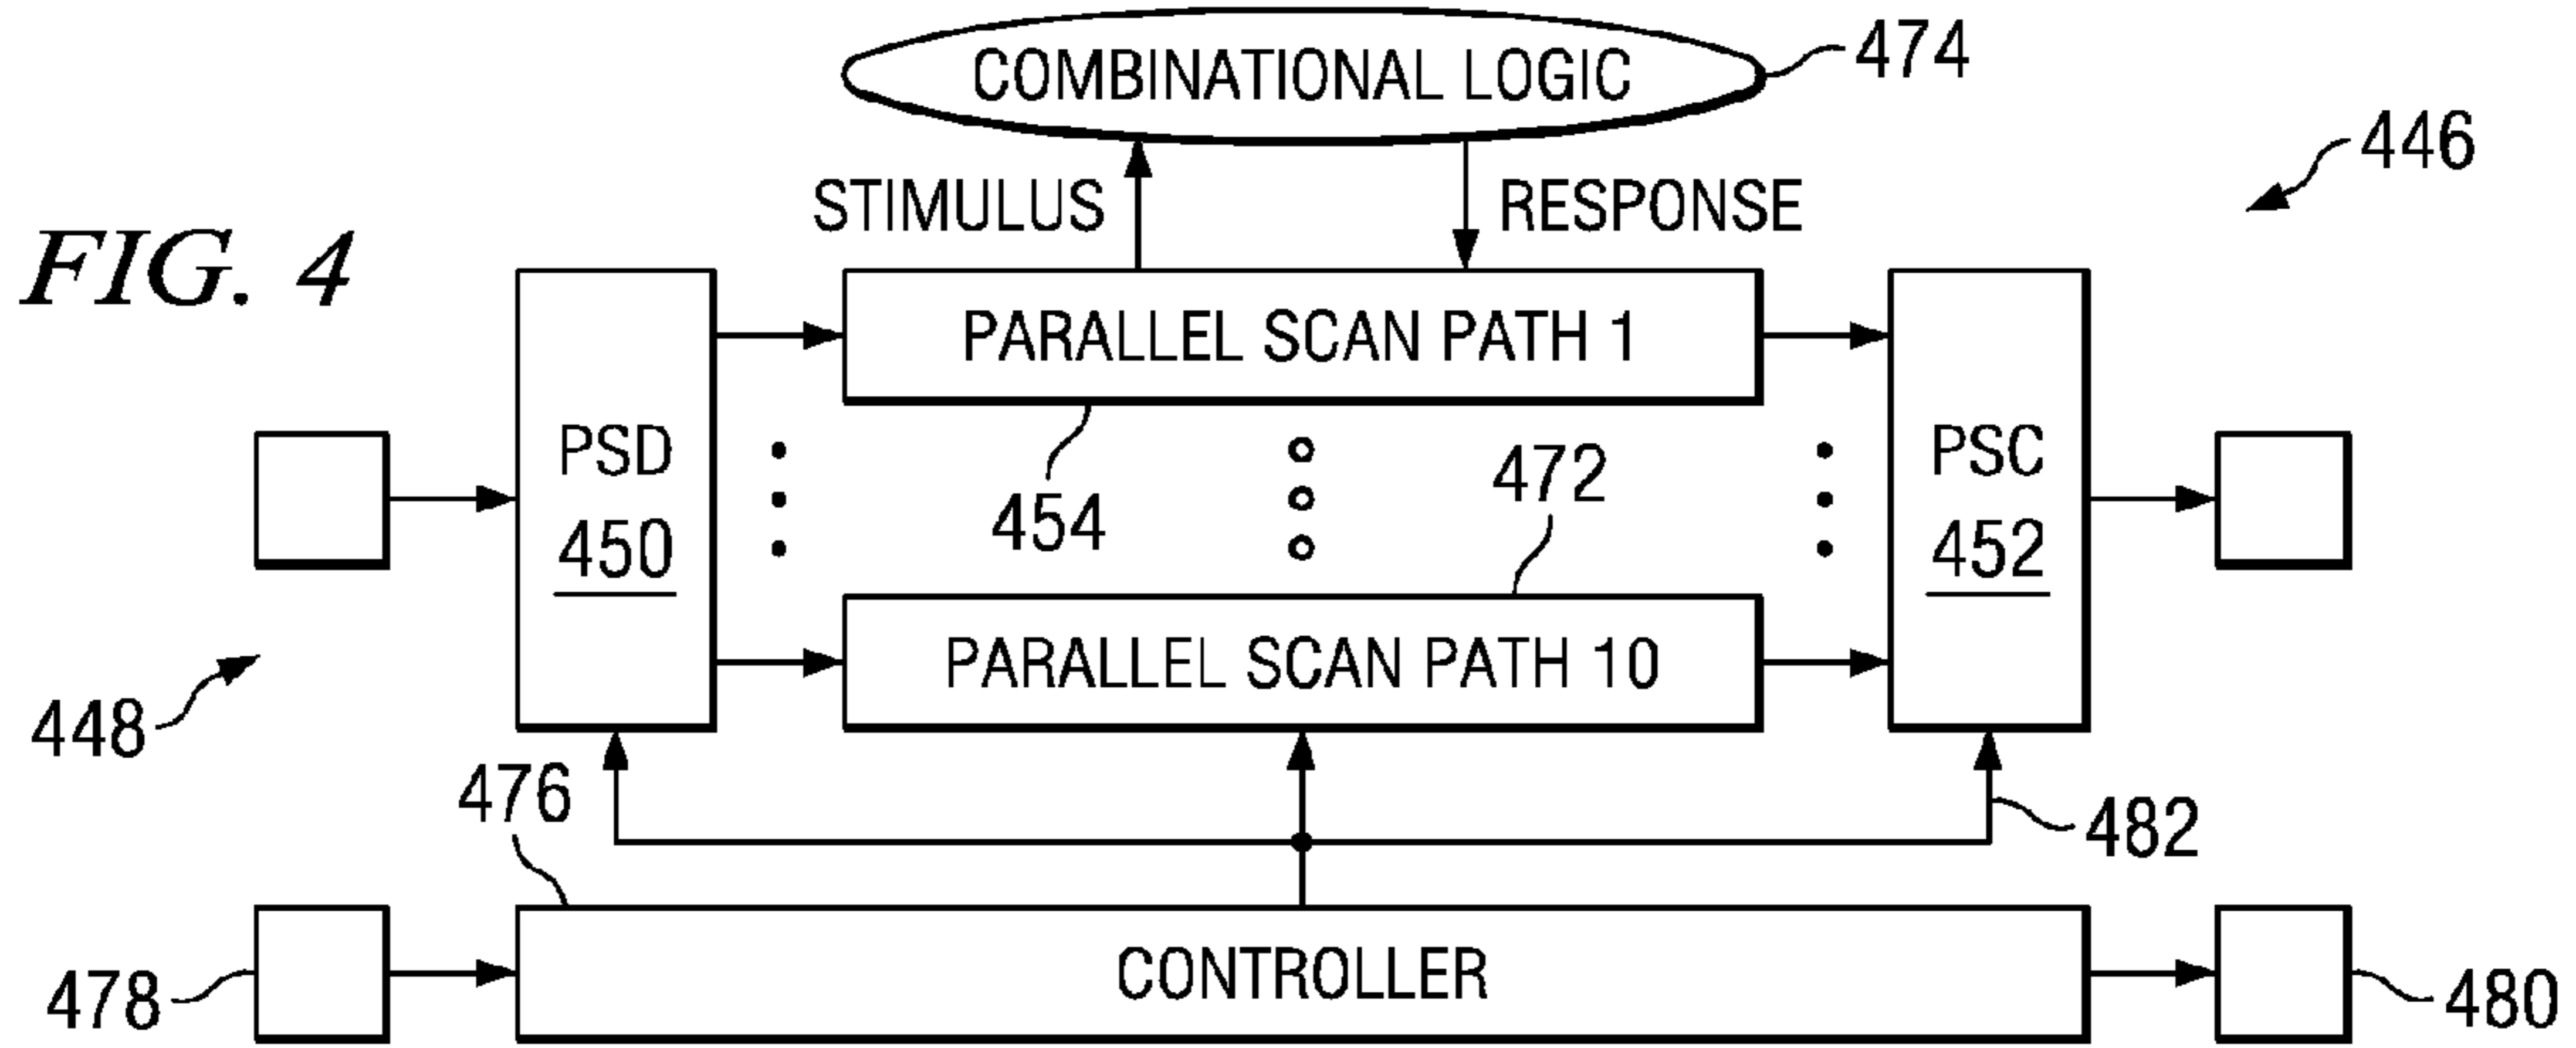 COMBINATIONAL LOGIC
474
446
STIMULUS
RESPONSE
FIG. 4
PARALLEL SCAN PATH 1
PSD
450
454
472
PSC
452
PARALLEL SCAN PATH 10
448
476
482
CONTROLLER
478
480